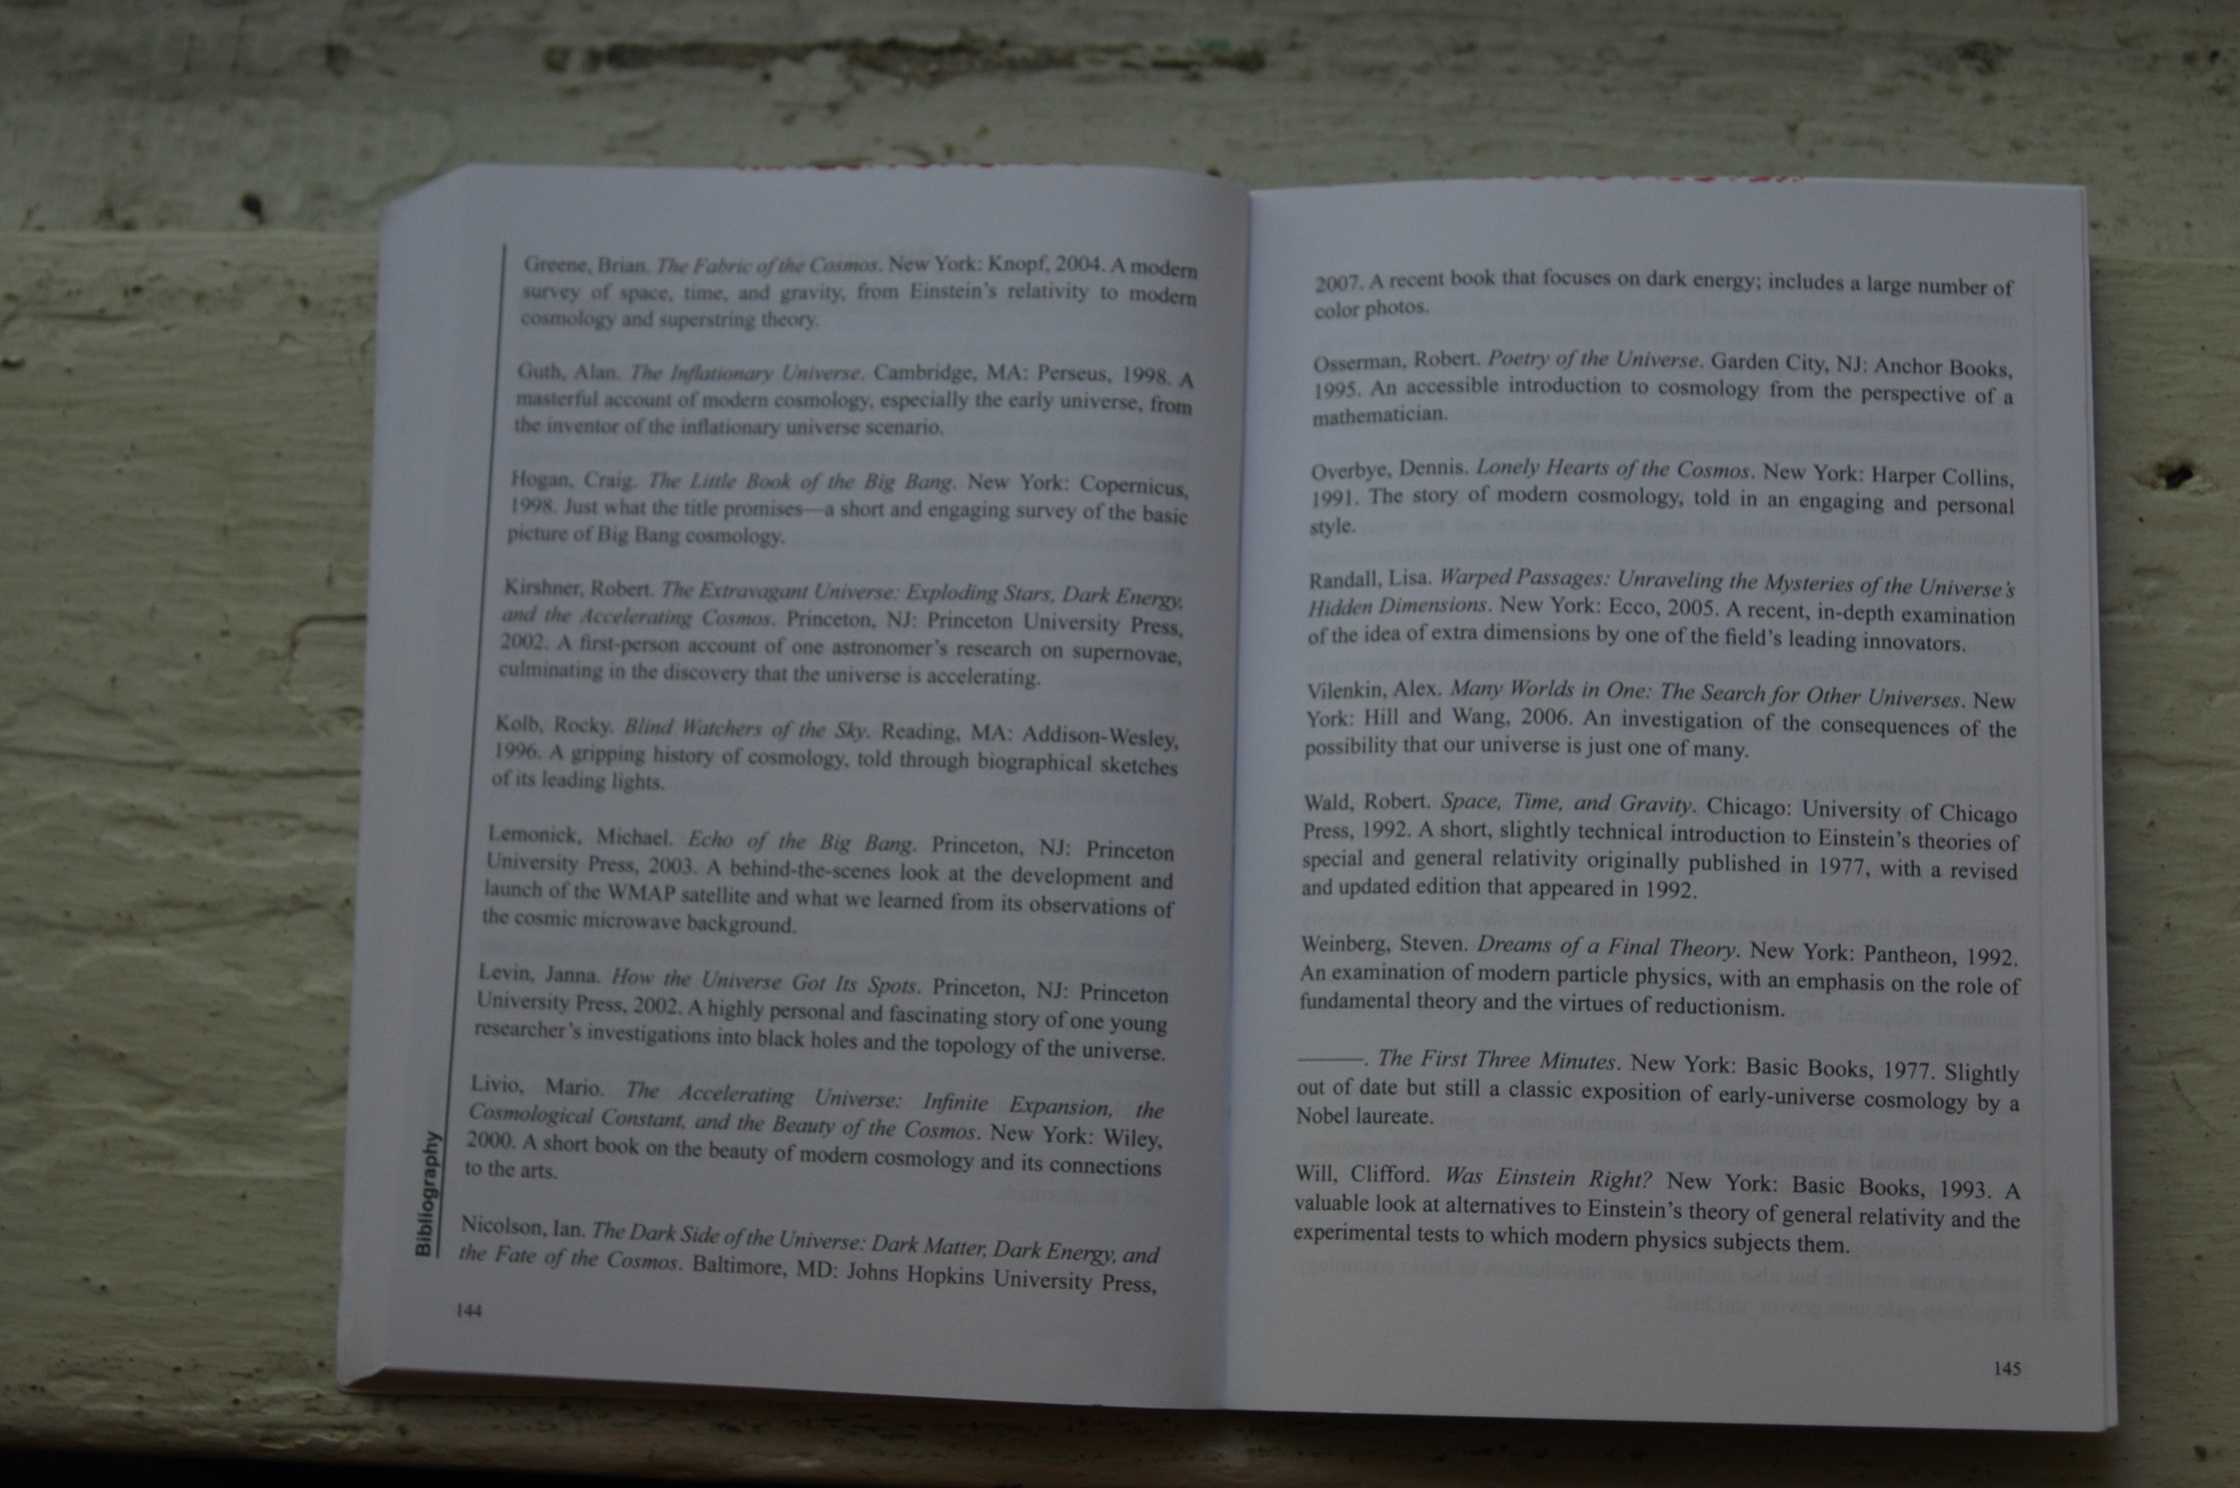 Greene, Brian. The Fabric of the Cosmos. New York: Knopf, 2004. A modern
survey of space, time, and gravity, from Einstein's relativity to modern
cosmology and superstring theory.
Guth, Alan. The Inflationary Universe. Cambridge, MA: Perseus, 1998. A
masterful account of modern cosmology, especially the early universe, from
the inventor of the inflationary universe scenario.
Hogan, Craig. The Little Book of the Big Bang. New York: Copernicus,
1998. Just what the title promises—a short and engaging survey of the basic
picture of Big Bang cosmology.
Kirshner, Robert. The Extravagant Universe: Exploding Stars, Dark Energy,
and the Accelerating Cosmos. Princeton, NJ: Princeton University Press,
2002. A first-person account of one astronomer's research on supernovae,
culminating in the discovery that the universe is accelerating.
Kolb, Rocky. Blind Watchers of the Sky. Reading, MA: Addison-Wesley,
1996. A gripping history of cosmology, told through biographical sketches
of its leading lights.
Lemonick, Michael. Echo of the Big Bang. Princeton, NJ: Princeton
University Press, 2003. A behind-the-scenes look at the development and
launch of the WMAP satellite and what we learned from its observations of
the cosmic microwave background.
Levin, Janna. How the Universe Got Its Spots. Princeton, NJ: Princeton
University Press, 2002. A highly personal and fascinating story of one young
researcher's investigations into black holes and the topology of the universe.
Livio, Mario. The Accelerating Universe: Infinite Expansion, the
Cosmological Constant, and the Beauty of the Cosmos. New York: Wiley,
2000. A short book on the beauty of modern cosmology and its connections
to the arts.
Nicolson, Ian. The Dark Side of the Universe: Dark Matter, Dark Energy, and
the Fate of the Cosmos. Baltimore, MD: Johns Hopkins University Press,
144
Bibliography
2007. A recent book that focuses on dark energy; includes a large number of
color photos.
Osserman, Robert. Poetry of the Universe. Garden City, NJ: Anchor Books,
1995. An accessible introduction to cosmology from the perspective of a
mathematician.
Overbye, Dennis. Lonely Hearts of the Cosmos. New York: Harper Collins,
1991. The story of modern cosmology, told in an engaging and personal
style.
Randall, Lisa. Warped Passages: Unraveling the Mysteries of the Universe's
Hidden Dimensions. New York: Ecco, 2005. A recent, in-depth examination
of the idea of extra dimensions by one of the field's leading innovators.
Vilenkin, Alex. Many Worlds in One: The Search for Other Universes. New
York: Hill and Wang, 2006. An investigation of the consequences of the
possibility that our universe is just one of many.
Wald, Robert. Space, Time, and Gravity. Chicago: University of Chicago
Press, 1992. A short, slightly technical introduction to Einstein's theories of
special and general relativity originally published in 1977, with a revised
and updated edition that appeared in 1992.
Weinberg, Steven. Dreams of a Final Theory. New York: Pantheon, 1992.
An examination of modern particle physics, with an emphasis on the role of
fundamental theory and the virtues of reductionism.
———. The First Three Minutes. New York: Basic Books, 1977. Slightly
out of date but still a classic exposition of early-universe cosmology by a
Nobel laureate.
Will, Clifford. Was Einstein Right? New York: Basic Books, 1993. A
valuable look at alternatives to Einstein's theory of general relativity and the
experimental tests to which modern physics subjects them.
145